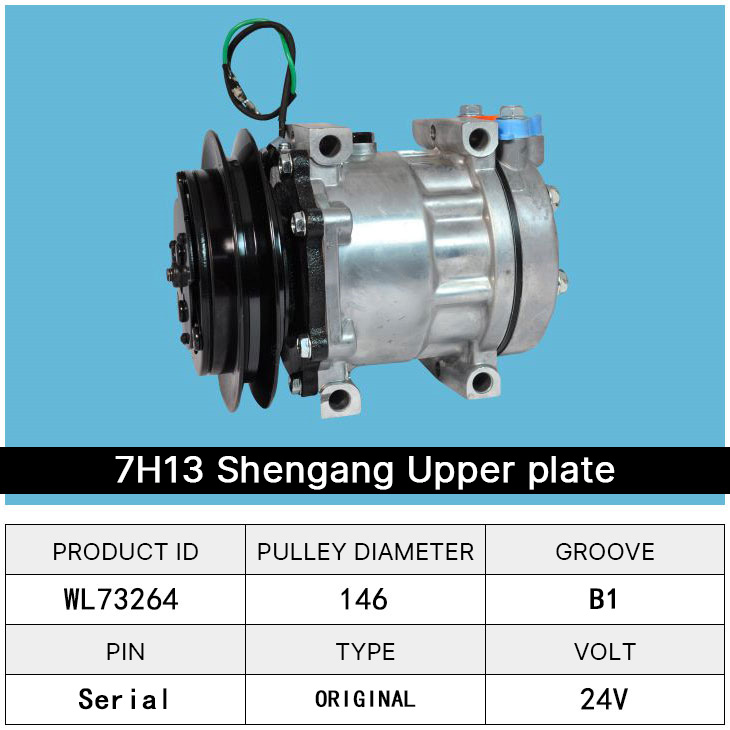 7H13 Shengang Upper plate
PRODUCT ID PULLEY DIAMETER GROOVE
WL73264 146 B1
PIN TYPE VOLT
Serial ORIGINAL 24V